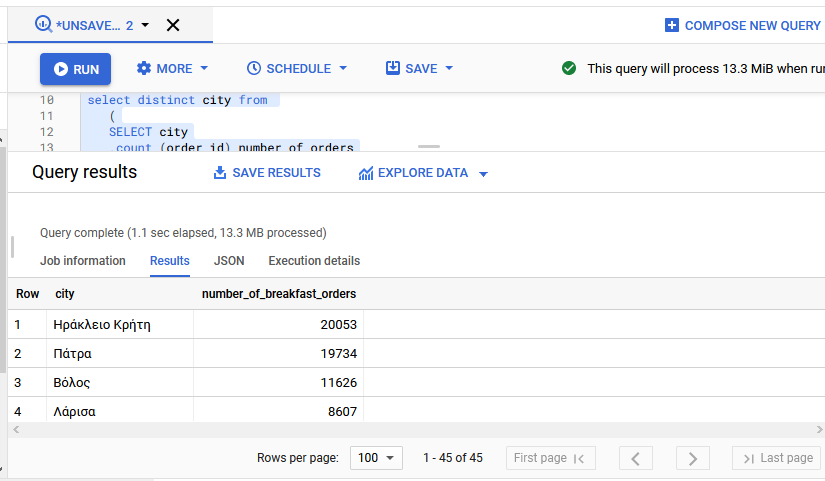 *UNSAVE... 2
COMPOSE NEW QUERY
RUN MORE SCHEDULE SAVE This query will process 13.3 MiB when ru
10 select distinct city from
11 (
12 SELECT city
13 count (order_id) number_of_orders
Query results SAVE RESULTS EXPLORE DATA
Query complete (1.1 sec elapsed, 13.3 MB processed)
Job information Results JSON Execution details
Row city number_of_breakfast_orders
1 Ηράκλειο Κρήτη 20053
2 Πάτρα 19734
3 Βόλος 11626
4 Λάρισα 8607
Rows per page: 100 1 - 45 of 45 First page Last page